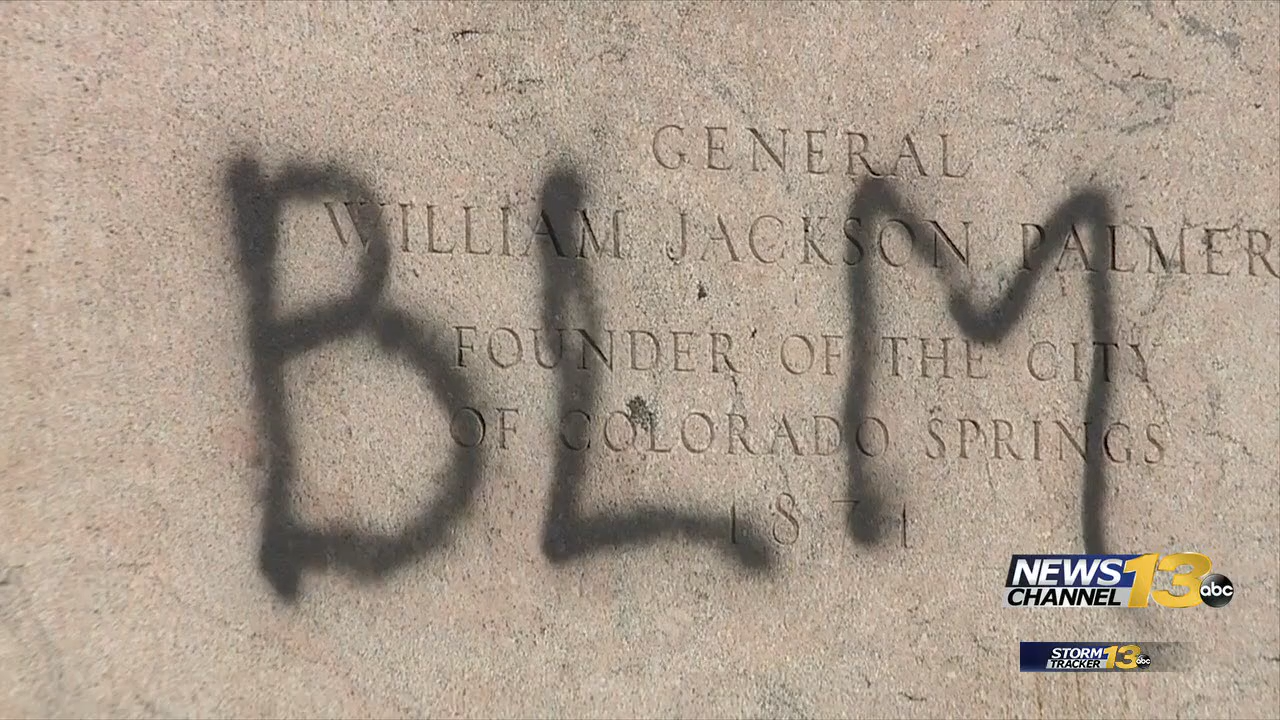 BLM
GENERAL
WILLIAM JACKSON PALMER
FOUNDER OF THE CITY
OF COLORADO SPRINGS
1871
NEWS 13 abc
CHANNEL
STORM 13 abc
TRACKER